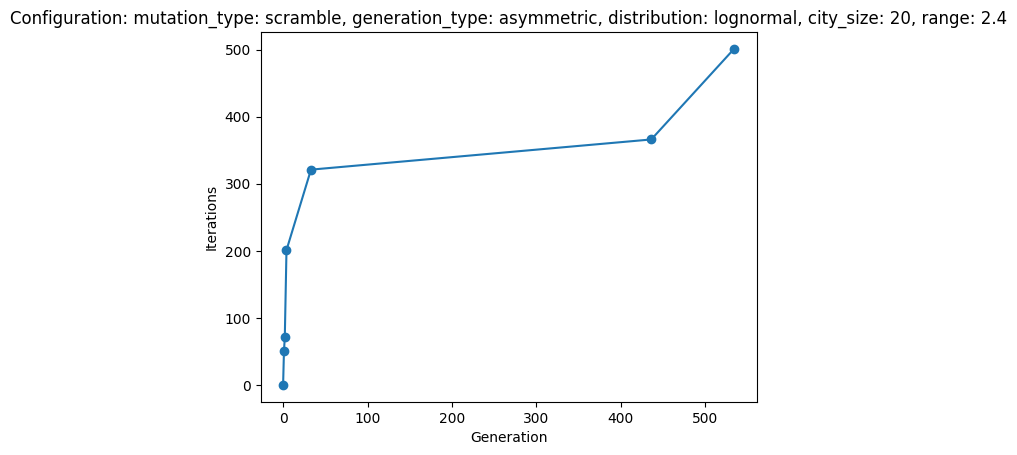 Configuration: mutation_type: scramble, generation_type: asymmetric, distribution: lognormal, city_size: 20, range: 2.4
500
400
300
200
100
0
Iterations
0 100 200 300 400 500
Generation